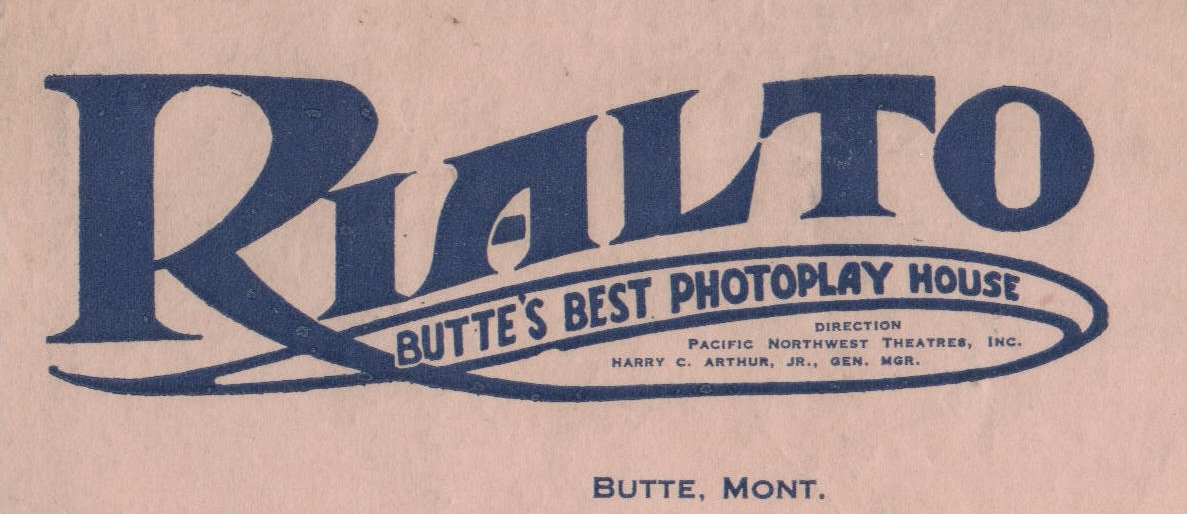 RIALTO
BUTTE'S BEST PHOTOPLAY HOUSE
DIRECTION
PACIFIC NORTHWEST THEATRES, INC.
HARRY C. ARTHUR, JR., GEN. MGR.
BUTTE, MONT.